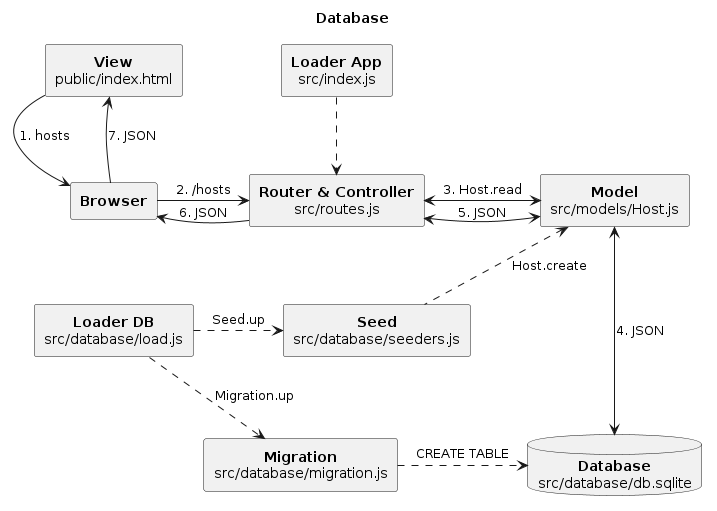 Database
View
public/index.html
Loader App
src/index.js
1. hosts
7. JSON
Browser
2. /hosts
6. JSON
Router & Controller
src/routes.js
3. Host.read
5. JSON
Model
src/models/Host.js
Host.create
Loader DB
src/database/load.js
Seed.up
Seed
src/database/seeders.js
4. JSON
Migration.up
Migration
src/database/migration.js
CREATE TABLE
Database
src/database/db.sqlite